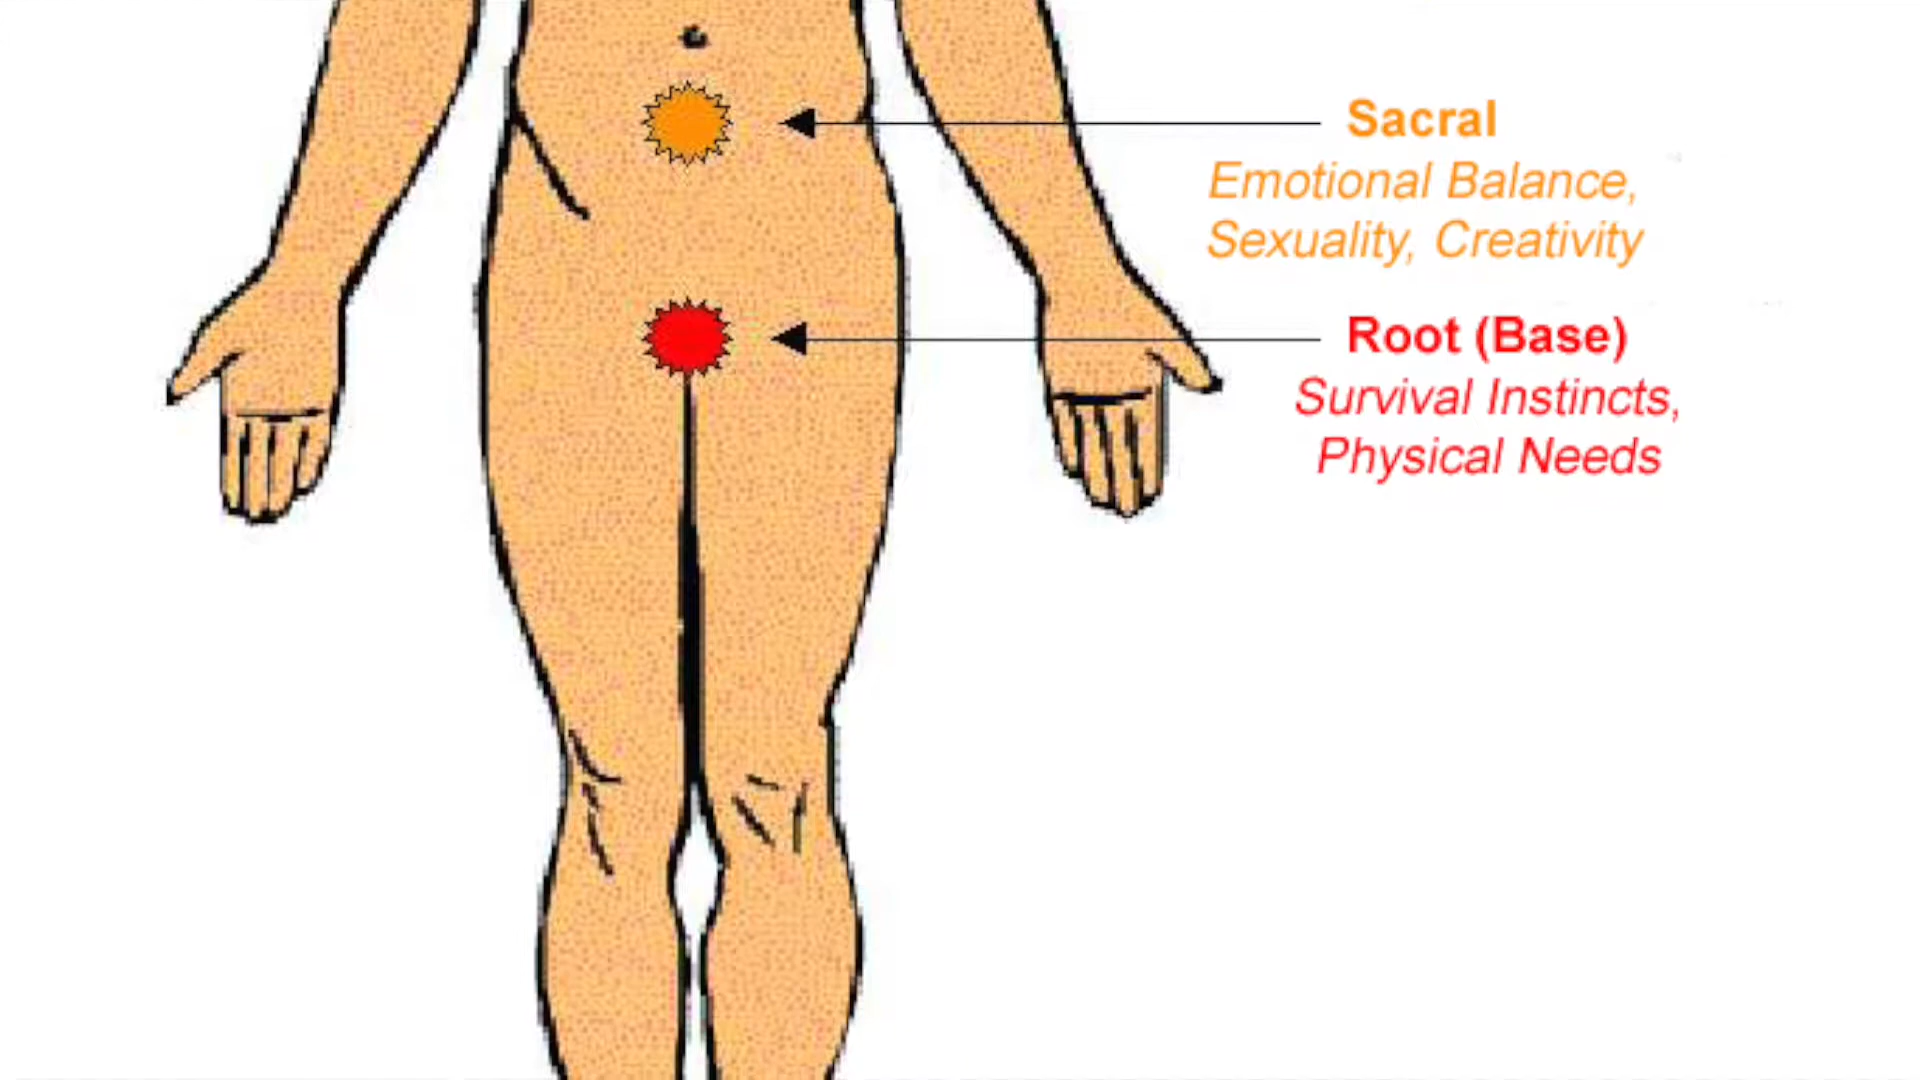 Sacral
Emotional Balance,
Sexuality, Creativity
Root (Base)
Survival Instincts,
Physical Needs